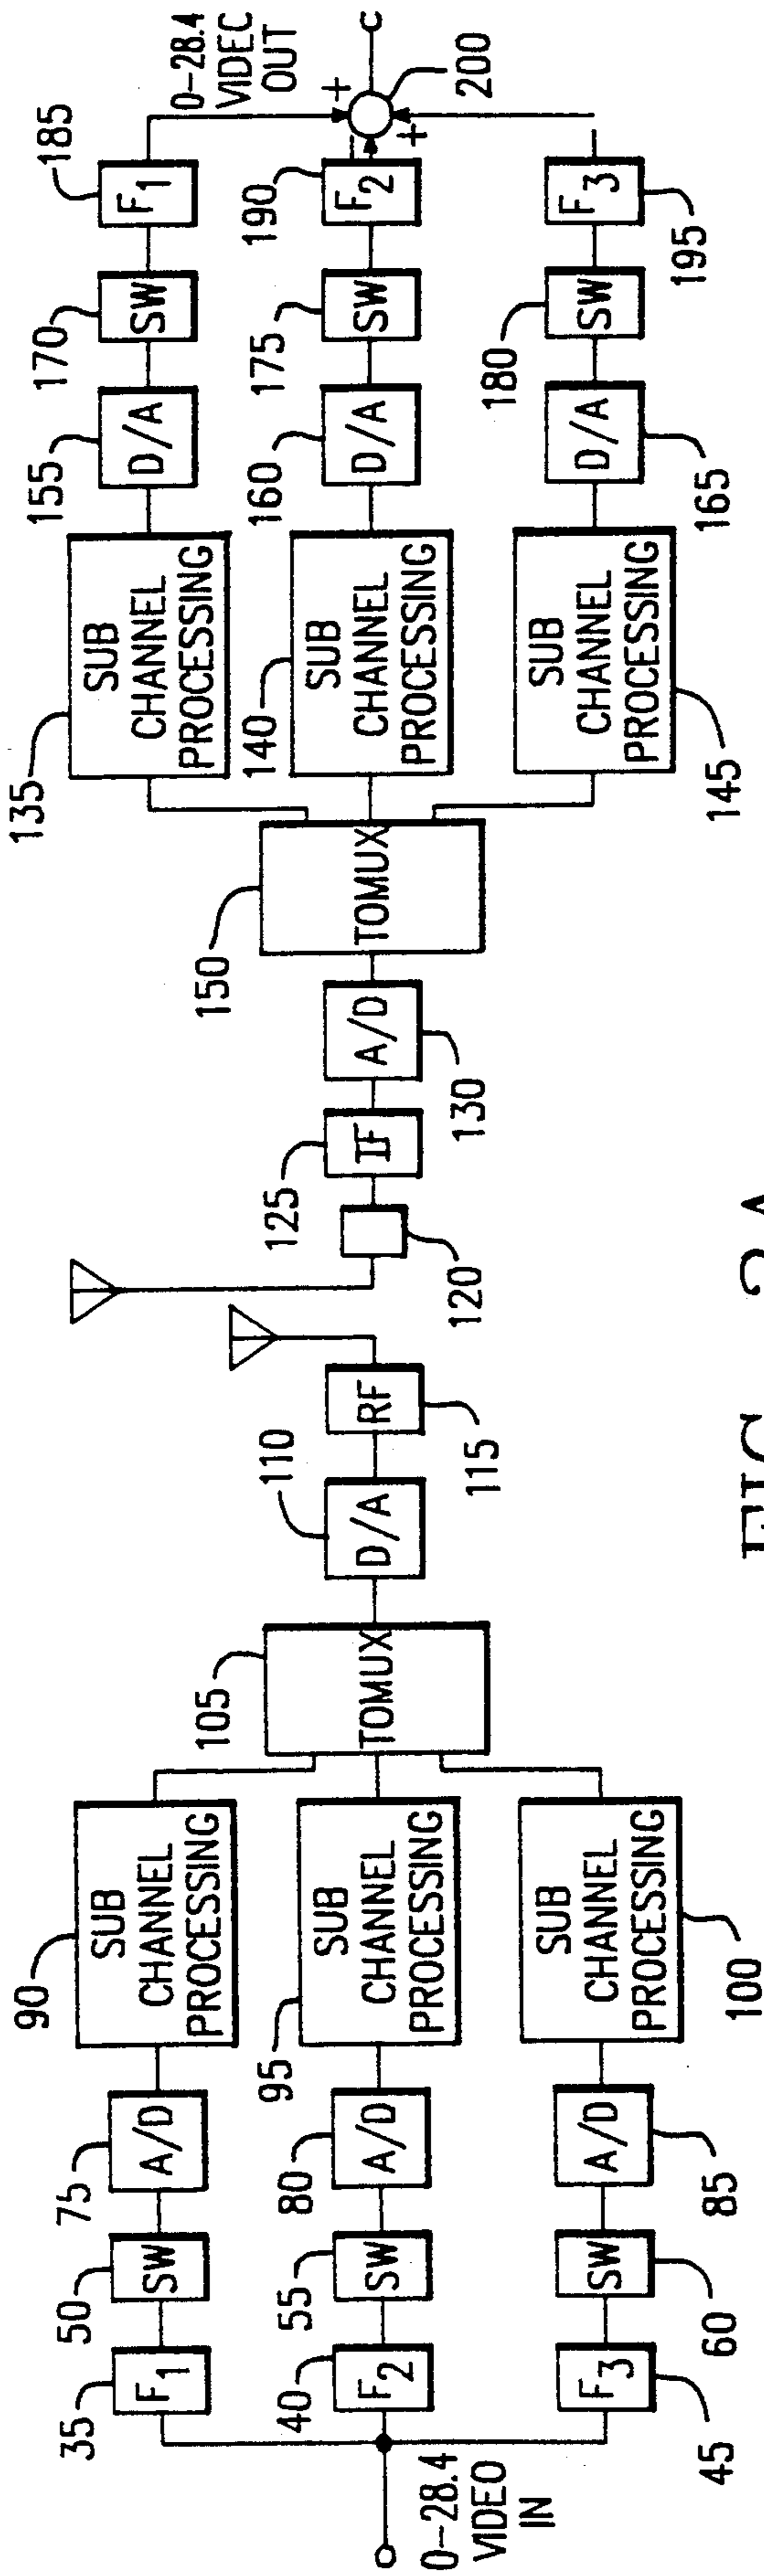 35
F1
50
SW
75
A/D
90
SUB
CHANNEL
PROCESSING
0-28.4
VIDEO
IN
40
F2
55
SW
80
A/D
95
SUB
CHANNEL
PROCESSING
45
F3
60
SW
85
A/D
100
SUB
CHANNEL
PROCESSING
105
TOMUX
110
D/A
115
RF
120
125
IF
130
A/D
150
TOMUX
135
SUB
CHANNEL
PROCESSING
155
D/A
170
SW
185
F1
0-28.4
VIDEC
OUT
140
SUB
CHANNEL
PROCESSING
160
D/A
175
SW
190
F2
+
+
200
C
145
SUB
CHANNEL
PROCESSING
165
D/A
180
SW
195
F3